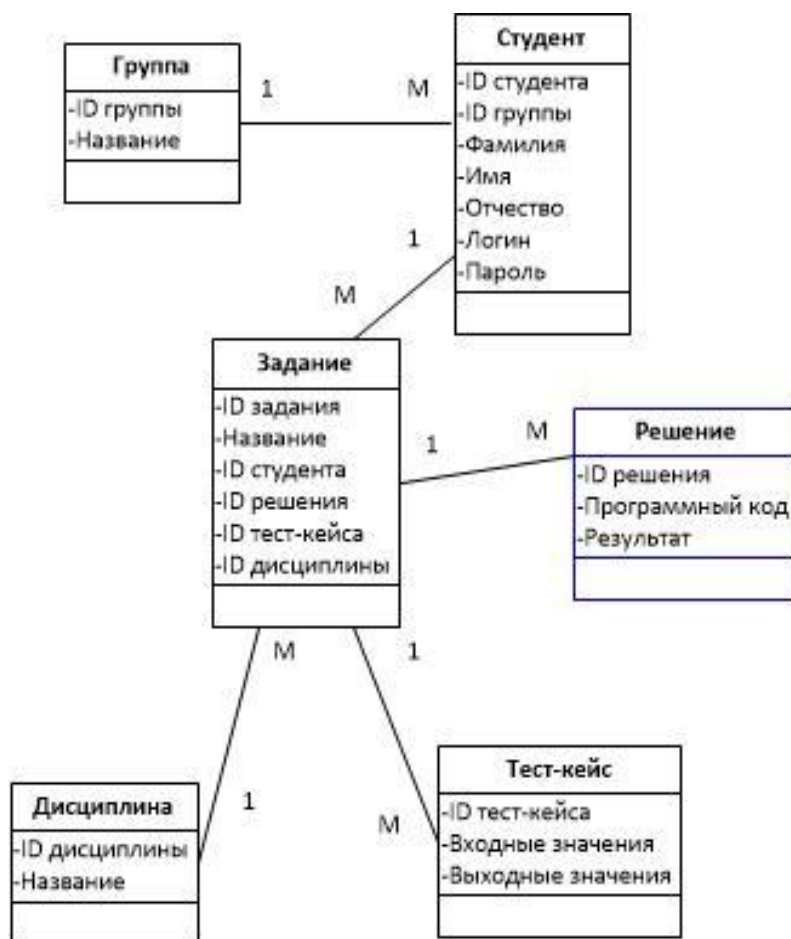 Группа
-ID группы
-Название
1
М
Студент
-ID студента
-ID группы
-Фамилия
-Имя
-Отчество
-Логин
-Пароль
1
М
Задание
-ID задания
-Название
-ID студента
-ID решения
-ID тест-кейса
-ID дисциплины
1
М
Решение
-ID решения
-Программный код
-Результат
М
1
1
М
Дисциплина
-ID дисциплины
-Название
Тест-кейс
-ID тест-кейса
-Входные значения
-Выходные значения